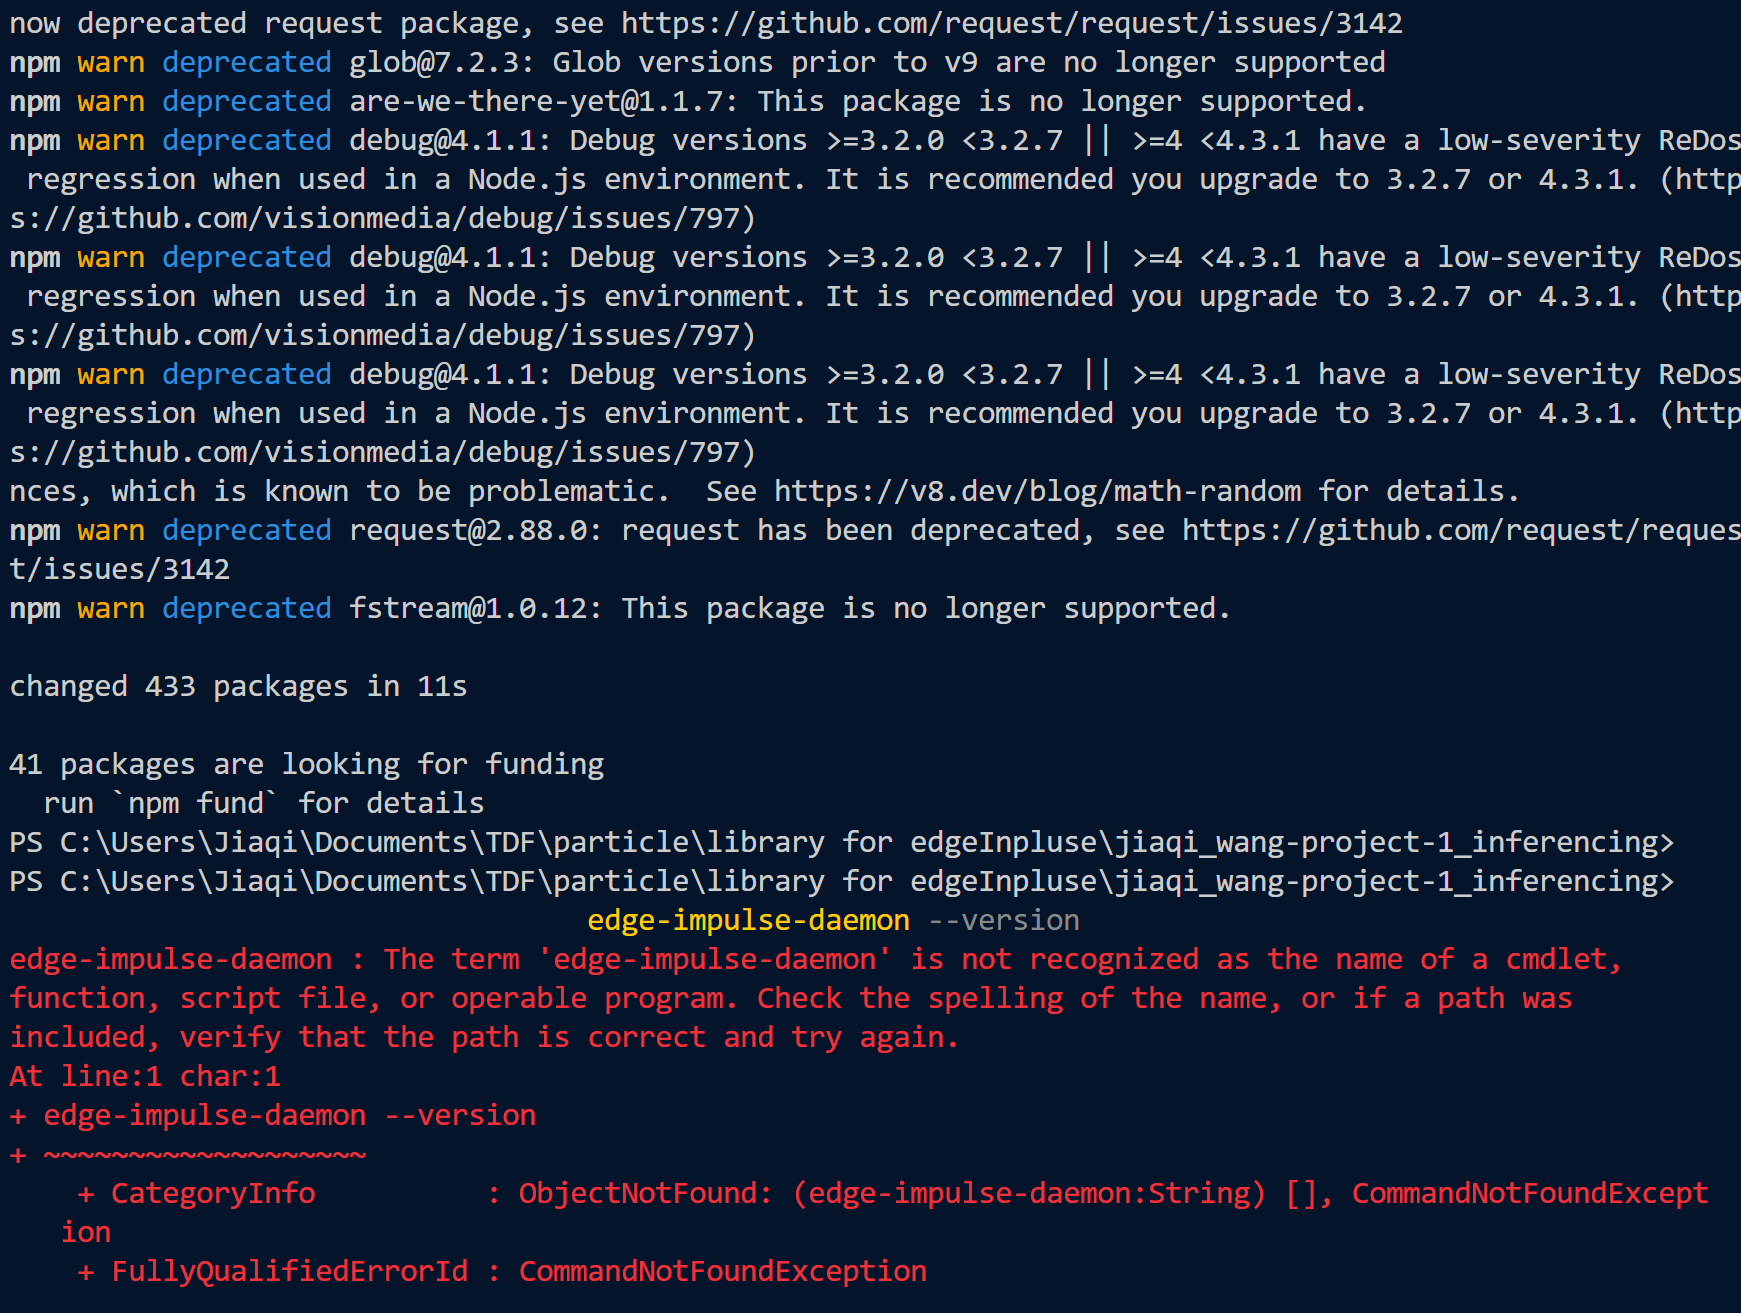 now deprecated request package, see https://github.com/request/request/issues/3142
npm warn deprecated glob@7.2.3: Glob versions prior to v9 are no longer supported
npm warn deprecated are-we-there-yet@1.1.7: This package is no longer supported.
npm warn deprecated debug@4.1.1: Debug versions >=3.2.0 <3.2.7 || >=4 <4.3.1 have a low-severity ReDos
 regression when used in a Node.js environment. It is recommended you upgrade to 3.2.7 or 4.3.1. (http
s://github.com/visionmedia/debug/issues/797)
npm warn deprecated debug@4.1.1: Debug versions >=3.2.0 <3.2.7 || >=4 <4.3.1 have a low-severity ReDos
 regression when used in a Node.js environment. It is recommended you upgrade to 3.2.7 or 4.3.1. (http
s://github.com/visionmedia/debug/issues/797)
npm warn deprecated debug@4.1.1: Debug versions >=3.2.0 <3.2.7 || >=4 <4.3.1 have a low-severity ReDos
 regression when used in a Node.js environment. It is recommended you upgrade to 3.2.7 or 4.3.1. (http
s://github.com/visionmedia/debug/issues/797)
nces, which is known to be problematic.  See https://v8.dev/blog/math-random for details.
npm warn deprecated request@2.88.0: request has been deprecated, see https://github.com/request/reques
t/issues/3142
npm warn deprecated fstream@1.0.12: This package is no longer supported.

changed 433 packages in 11s

41 packages are looking for funding
  run `npm fund` for details
PS C:\Users\Jiaqi\Documents\TDF\particle\library for edgeInpluse\jiaqi_wang-project-1_inferencing>
PS C:\Users\Jiaqi\Documents\TDF\particle\library for edgeInpluse\jiaqi_wang-project-1_inferencing>
edge-impulse-daemon --version
edge-impulse-daemon : The term 'edge-impulse-daemon' is not recognized as the name of a cmdlet,
function, script file, or operable program. Check the spelling of the name, or if a path was
included, verify that the path is correct and try again.
At line:1 char:1
+ edge-impulse-daemon --version
+ ~~~~~~~~~~~~~~~~~~~
    + CategoryInfo          : ObjectNotFound: (edge-impulse-daemon:String) [], CommandNotFoundExcept
   ion
    + FullyQualifiedErrorId : CommandNotFoundException